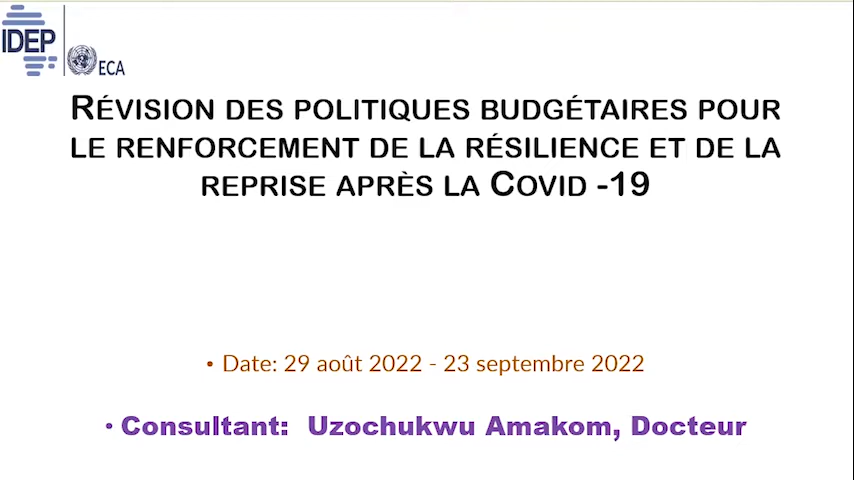 IDEP
ECA
RÉVISION DES POLITIQUES BUDGÉTAIRES POUR
LE RENFORCEMENT DE LA RÉSILIENCE ET DE LA
REPRISE APRÈS LA COVID -19
• Date: 29 août 2022 - 23 septembre 2022
• Consultant: Uzochukwu Amakom, Docteur